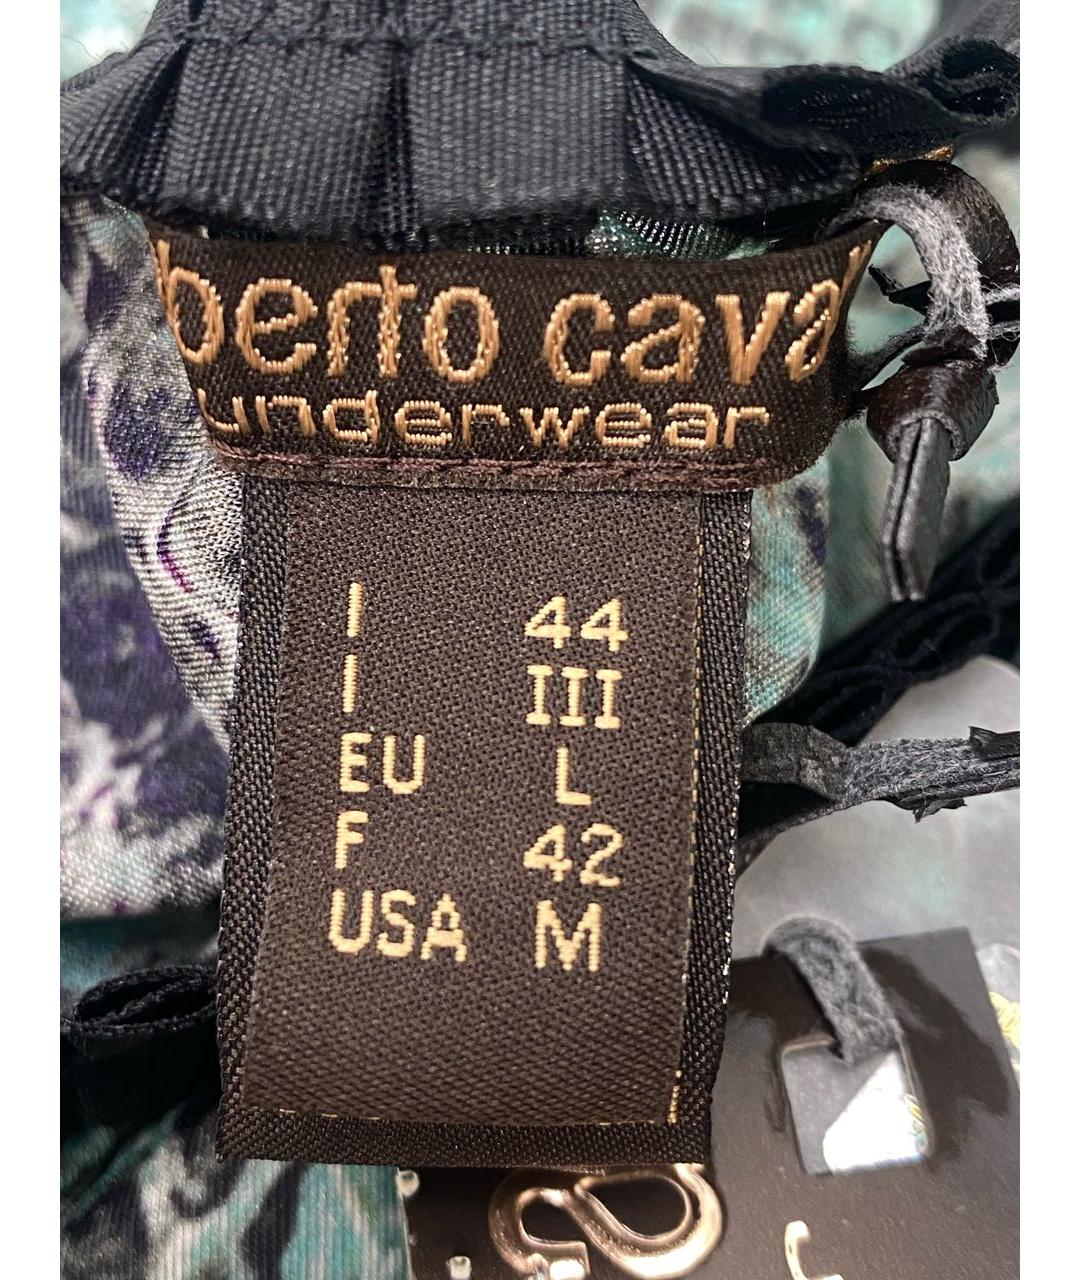 berto cava
underwear
I 44
I III
EU L
F 42
USA M